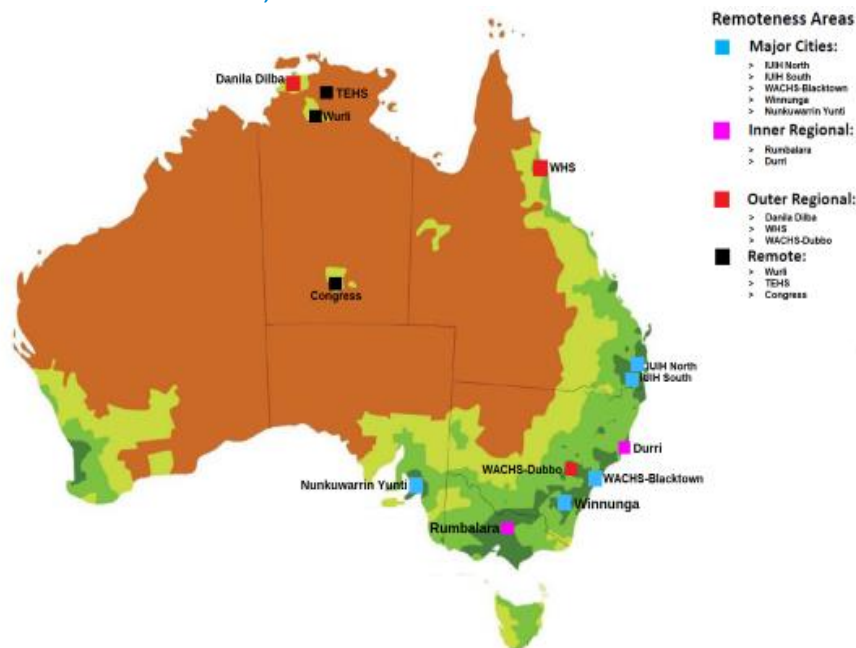 Remoteness Areas
Major Cities:
> IUIH North
> IUIH South
> WACHS-Blacktown
> Winnunga
> Nunkuwarrin Yunti
Inner Regional:
> Rumbalara
> Durri
Outer Regional:
> Danila Dilba
> WHS
> WACHS-Dubbo
Remote:
> Wurli
> TEHS
> Congress
Danila Dilba
TEHS
Wurli
WHS
Congress
IUIH North
IUIH South
Durri
WACHS-Dubbo
WACHS-Blacktown
Nunkuwarrin Yunti
Winnunga
Rumbalara